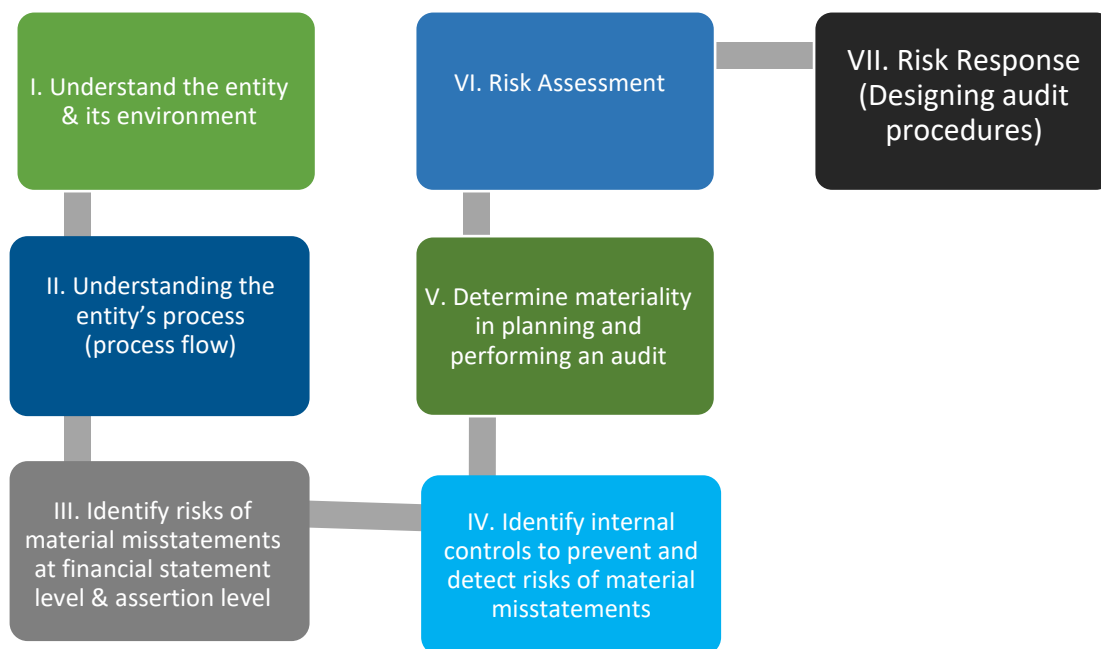 I. Understand the entity
& its environment
II. Understanding the
entity’s process
(process flow)
III. Identify risks of
material misstatements
at financial statement
level & assertion level
IV. Identify internal
controls to prevent and
detect risks of material
misstatements
V. Determine materiality
in planning and
performing an audit
VI. Risk Assessment
VII. Risk Response
(Designing audit
procedures)